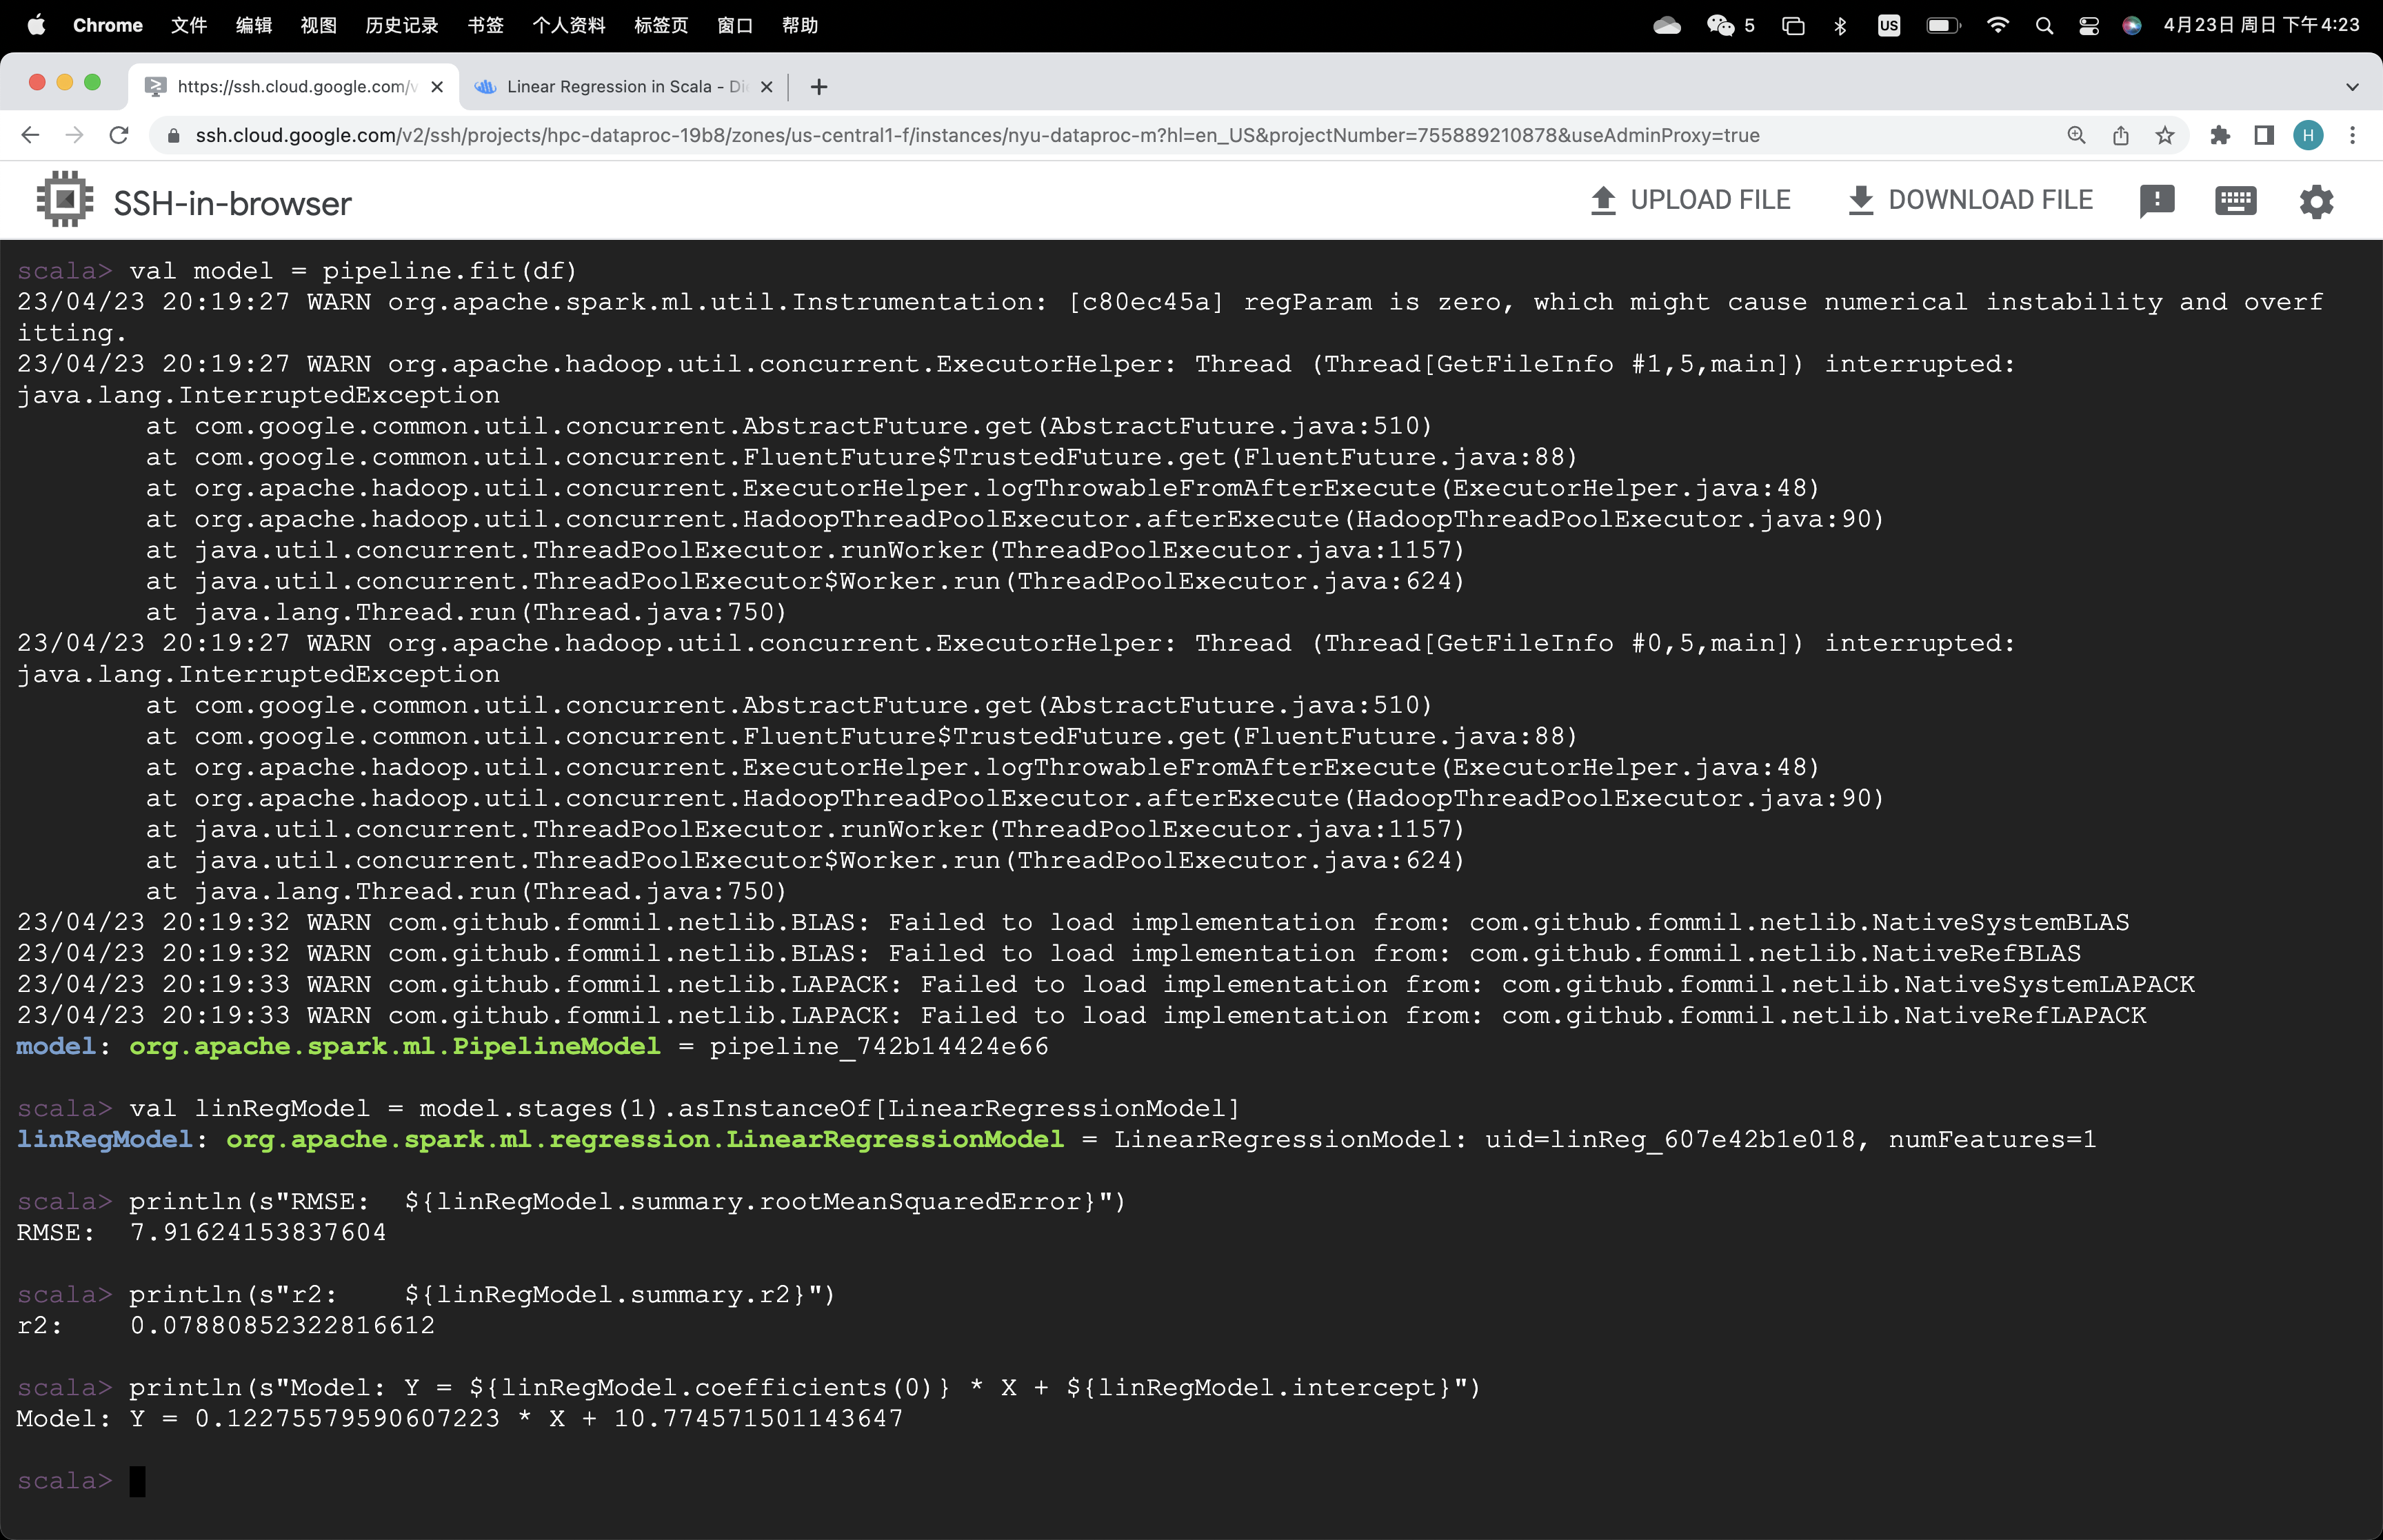 Chrome 文件 编辑 视图 历史记录 书签 个人资料 标签页 窗口 帮助 5 US 4月23日 周日 下午4:23
https://ssh.cloud.google.com/v Linear Regression in Scala - Di
ssh.cloud.google.com/v2/ssh/projects/hpc-dataproc-19b8/zones/us-central1-f/instances/nyu-dataproc-m?hl=en_US&projectNumber=755889210878&useAdminProxy=true H
SSH-in-browser UPLOAD FILE DOWNLOAD FILE
scala> val model = pipeline.fit(df)
23/04/23 20:19:27 WARN org.apache.spark.ml.util.Instrumentation: [c80ec45a] regParam is zero, which might cause numerical instability and overf
itting.
23/04/23 20:19:27 WARN org.apache.hadoop.util.concurrent.ExecutorHelper: Thread (Thread[GetFileInfo #1,5,main]) interrupted:
java.lang.InterruptedException
        at com.google.common.util.concurrent.AbstractFuture.get(AbstractFuture.java:510)
        at com.google.common.util.concurrent.FluentFuture$TrustedFuture.get(FluentFuture.java:88)
        at org.apache.hadoop.util.concurrent.ExecutorHelper.logThrowableFromAfterExecute(ExecutorHelper.java:48)
        at org.apache.hadoop.util.concurrent.HadoopThreadPoolExecutor.afterExecute(HadoopThreadPoolExecutor.java:90)
        at java.util.concurrent.ThreadPoolExecutor.runWorker(ThreadPoolExecutor.java:1157)
        at java.util.concurrent.ThreadPoolExecutor$Worker.run(ThreadPoolExecutor.java:624)
        at java.lang.Thread.run(Thread.java:750)
23/04/23 20:19:27 WARN org.apache.hadoop.util.concurrent.ExecutorHelper: Thread (Thread[GetFileInfo #0,5,main]) interrupted:
java.lang.InterruptedException
        at com.google.common.util.concurrent.AbstractFuture.get(AbstractFuture.java:510)
        at com.google.common.util.concurrent.FluentFuture$TrustedFuture.get(FluentFuture.java:88)
        at org.apache.hadoop.util.concurrent.ExecutorHelper.logThrowableFromAfterExecute(ExecutorHelper.java:48)
        at org.apache.hadoop.util.concurrent.HadoopThreadPoolExecutor.afterExecute(HadoopThreadPoolExecutor.java:90)
        at java.util.concurrent.ThreadPoolExecutor.runWorker(ThreadPoolExecutor.java:1157)
        at java.util.concurrent.ThreadPoolExecutor$Worker.run(ThreadPoolExecutor.java:624)
        at java.lang.Thread.run(Thread.java:750)
23/04/23 20:19:32 WARN com.github.fommil.netlib.BLAS: Failed to load implementation from: com.github.fommil.netlib.NativeSystemBLAS
23/04/23 20:19:32 WARN com.github.fommil.netlib.BLAS: Failed to load implementation from: com.github.fommil.netlib.NativeRefBLAS
23/04/23 20:19:33 WARN com.github.fommil.netlib.LAPACK: Failed to load implementation from: com.github.fommil.netlib.NativeSystemLAPACK
23/04/23 20:19:33 WARN com.github.fommil.netlib.LAPACK: Failed to load implementation from: com.github.fommil.netlib.NativeRefLAPACK
model: org.apache.spark.ml.PipelineModel = pipeline_742b14424e66
scala> val linRegModel = model.stages(1).asInstanceOf[LinearRegressionModel]
linRegModel: org.apache.spark.ml.regression.LinearRegressionModel = LinearRegressionModel: uid=linReg_607e42b1e018, numFeatures=1
scala> println(s"RMSE:  ${linRegModel.summary.rootMeanSquaredError}")
RMSE:  7.91624153837604
scala> println(s"r2:    ${linRegModel.summary.r2}")
r2:    0.07880852322816612
scala> println(s"Model: Y = ${linRegModel.coefficients(0)} * X + ${linRegModel.intercept}")
Model: Y = 0.12275579590607223 * X + 10.774571501143647
scala>